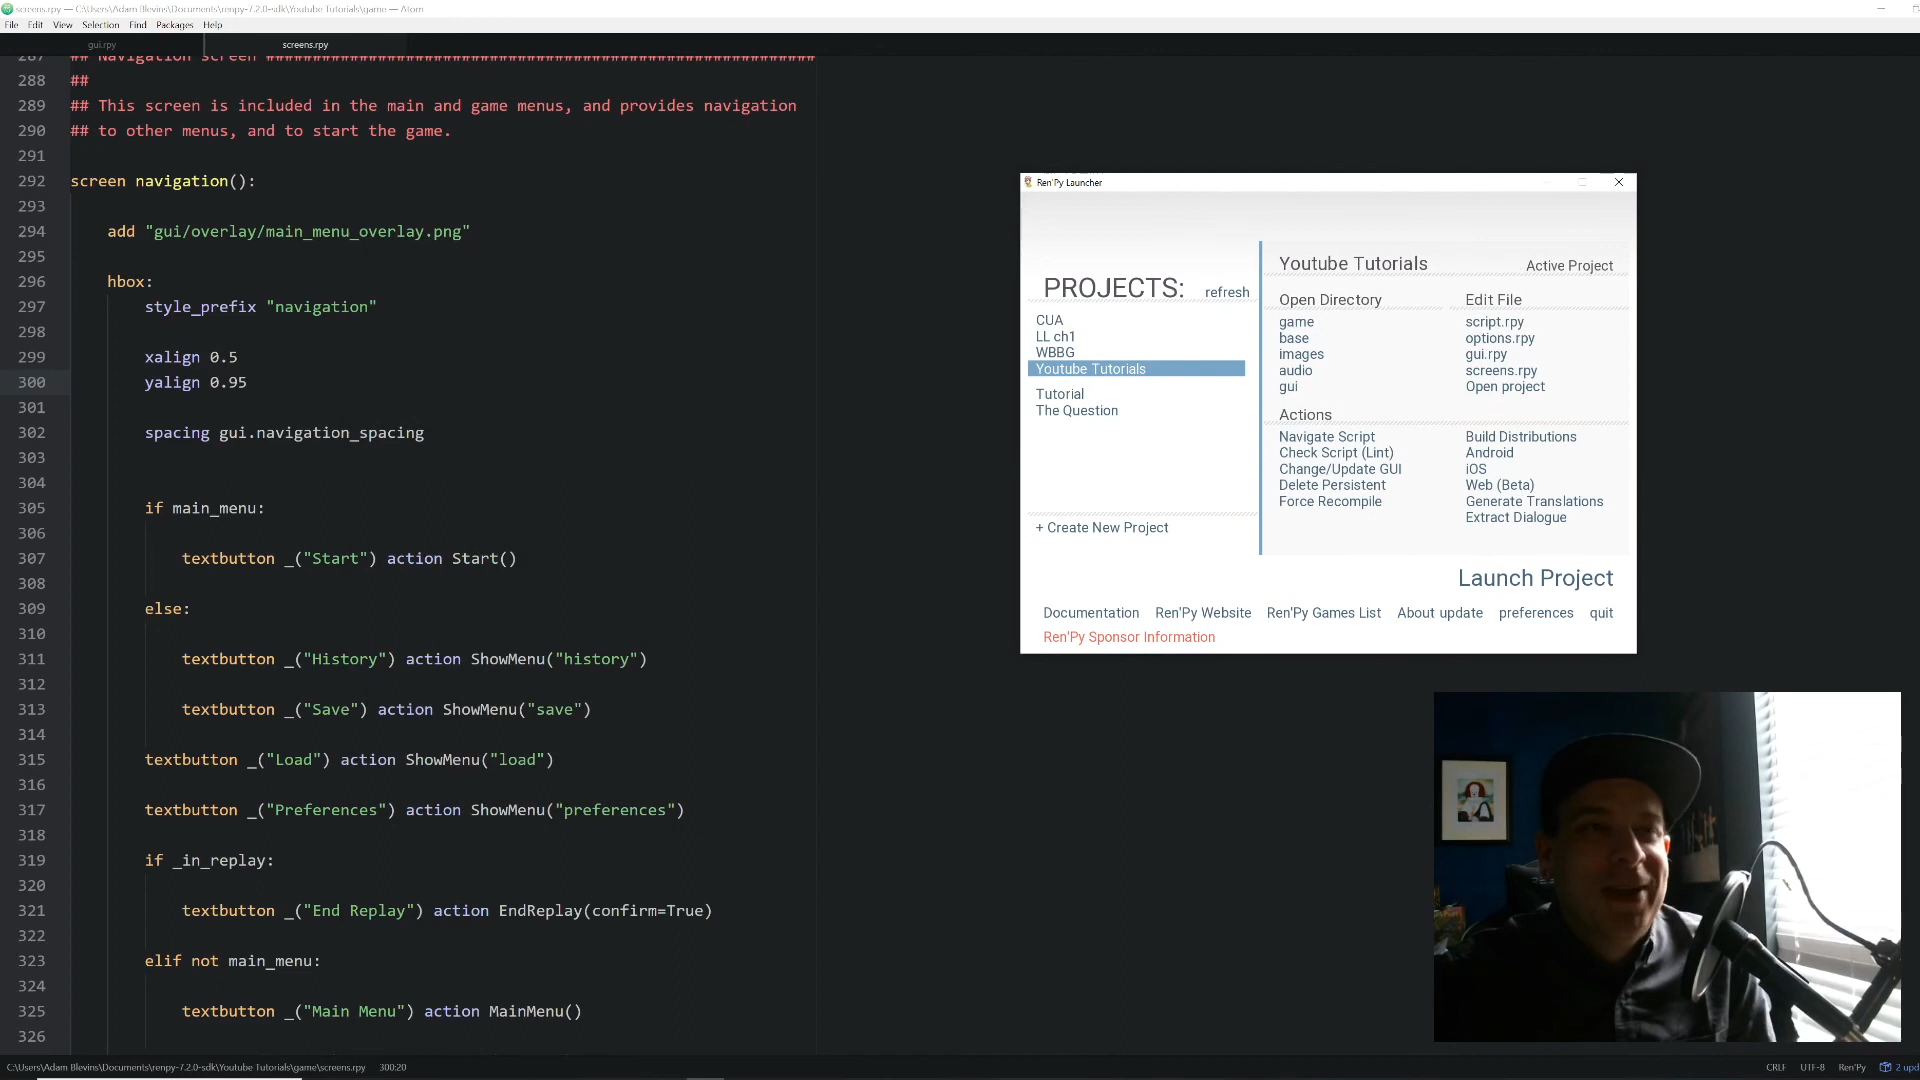 screens.rpy — C:\Users\Adam Blevins\Documents\renpy-7.2.0-sdk\Youtube Tutorials\game — Atom
File Edit View Selection Find Packages Help
gui.rpy screens.rpy
287 ## Navigation screen ###########################################################
288 ##
289 ## This screen is included in the main and game menus, and provides navigation
290 ## to other menus, and to start the game.
291
292 screen navigation():
293
294 add "gui/overlay/main_menu_overlay.png"
295
296 hbox:
297 style_prefix "navigation"
298
299 xalign 0.5
300 yalign 0.95
301
302 spacing gui.navigation_spacing
303
304
305 if main_menu:
306
307 textbutton _("Start") action Start()
308
309 else:
310
311 textbutton _("History") action ShowMenu("history")
312
313 textbutton _("Save") action ShowMenu("save")
314
315 textbutton _("Load") action ShowMenu("load")
316
317 textbutton _("Preferences") action ShowMenu("preferences")
318
319 if _in_replay:
320
321 textbutton _("End Replay") action EndReplay(confirm=True)
322
323 elif not main_menu:
324
325 textbutton _("Main Menu") action MainMenu()
326
Ren'Py Launcher
PROJECTS: refresh
CUA
LL ch1
WBBG
Youtube Tutorials
Tutorial
The Question
+ Create New Project
Youtube Tutorials Active Project
Open Directory Edit File
game script.rpy
base options.rpy
images gui.rpy
audio screens.rpy
gui Open project
Actions
Navigate Script Build Distributions
Check Script (Lint) Android
Change/Update GUI iOS
Delete Persistent Web (Beta)
Force Recompile Generate Translations
Extract Dialogue
Launch Project
Documentation Ren'Py Website Ren'Py Games List About update preferences quit
Ren'Py Sponsor Information
C:\Users\Adam Blevins\Documents\renpy-7.2.0-sdk\Youtube Tutorials\game\screens.rpy 300:20 CRLF UTF-8 Ren'Py 2 upd